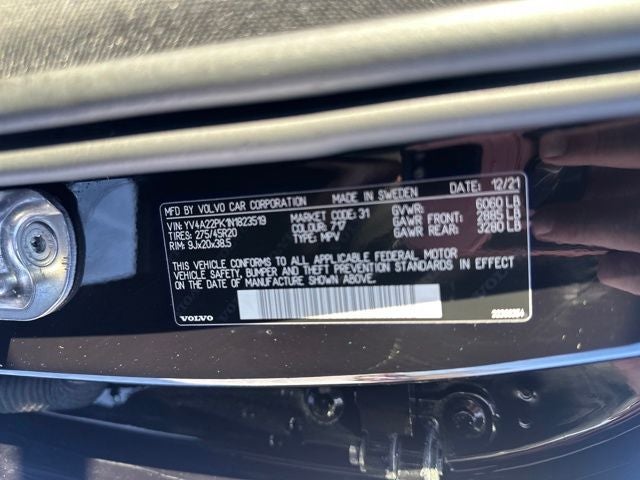 MFD BY VOLVO CAR CORPORATION MADE IN SWEDEN DATE: 12/21
VIN: YV4A22PK1N1823519 MARKET CODE: 31 GVWR: 6060 LB
TIRES: 275/45R20 COLOUR: 717 GAWR FRONT: 2885 LB
RIM: 9Jx20x38.5 TYPE: MPV GAWR REAR: 3280 LB
THIS VEHICLE CONFORMS TO ALL APPLICABLE FEDERAL MOTOR
VEHICLE SAFETY, BUMPER AND THEFT PREVENTION STANDARDS IN EFFECT
ON THE DATE OF MANUFACTURE SHOWN ABOVE.
VOLVO